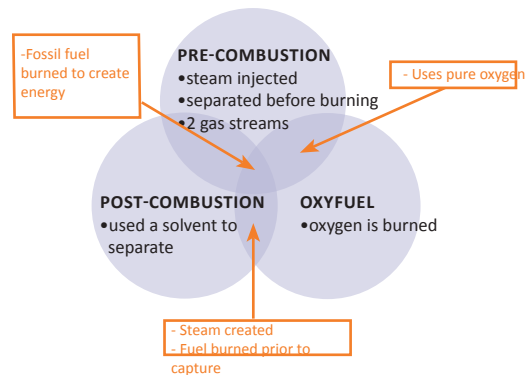 -Fossil fuel
burned to create
energy
PRE-COMBUSTION
•steam injected
•separated before burning
•2 gas streams
- Uses pure oxygen
POST-COMBUSTION
•used a solvent to
separate
OXYFUEL
•oxygen is burned
- Steam created
- Fuel burned prior to
capture